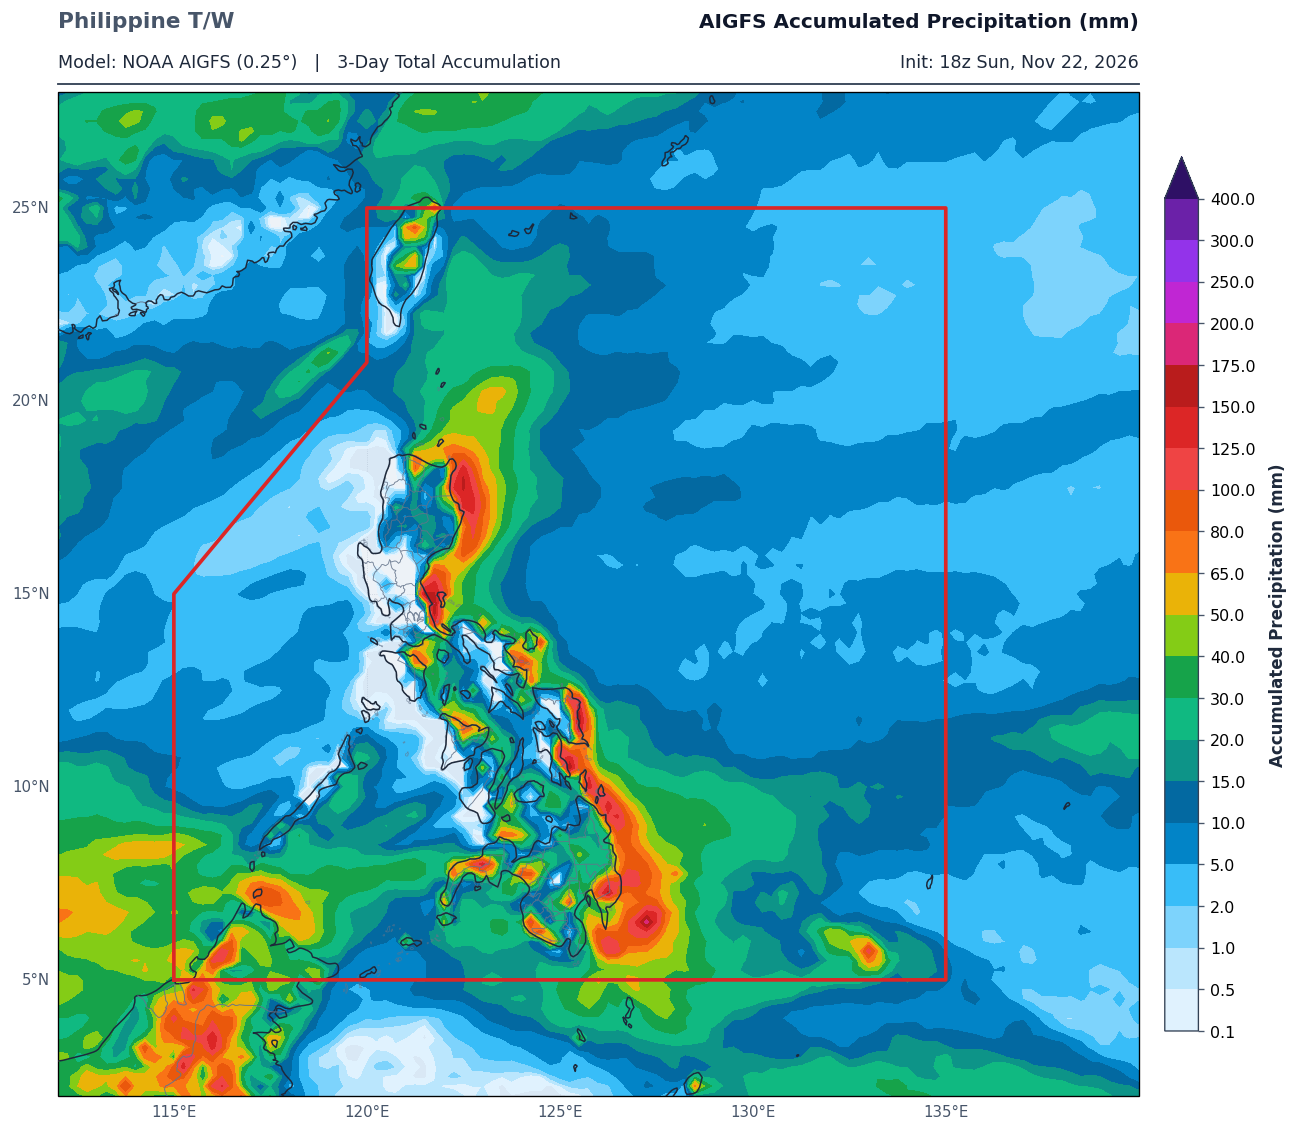 Philippine T/W
AIGFS Accumulated Precipitation (mm)
Model: NOAA AIGFS (0.25°)   |   3-Day Total Accumulation
Init: 18z Sun, Nov 22, 2026
25°N
20°N
15°N
10°N
5°N
115°E
120°E
125°E
130°E
135°E
400.0
300.0
250.0
200.0
175.0
150.0
125.0
100.0
80.0
65.0
50.0
40.0
30.0
20.0
15.0
10.0
5.0
2.0
1.0
0.5
0.1
Accumulated Precipitation (mm)